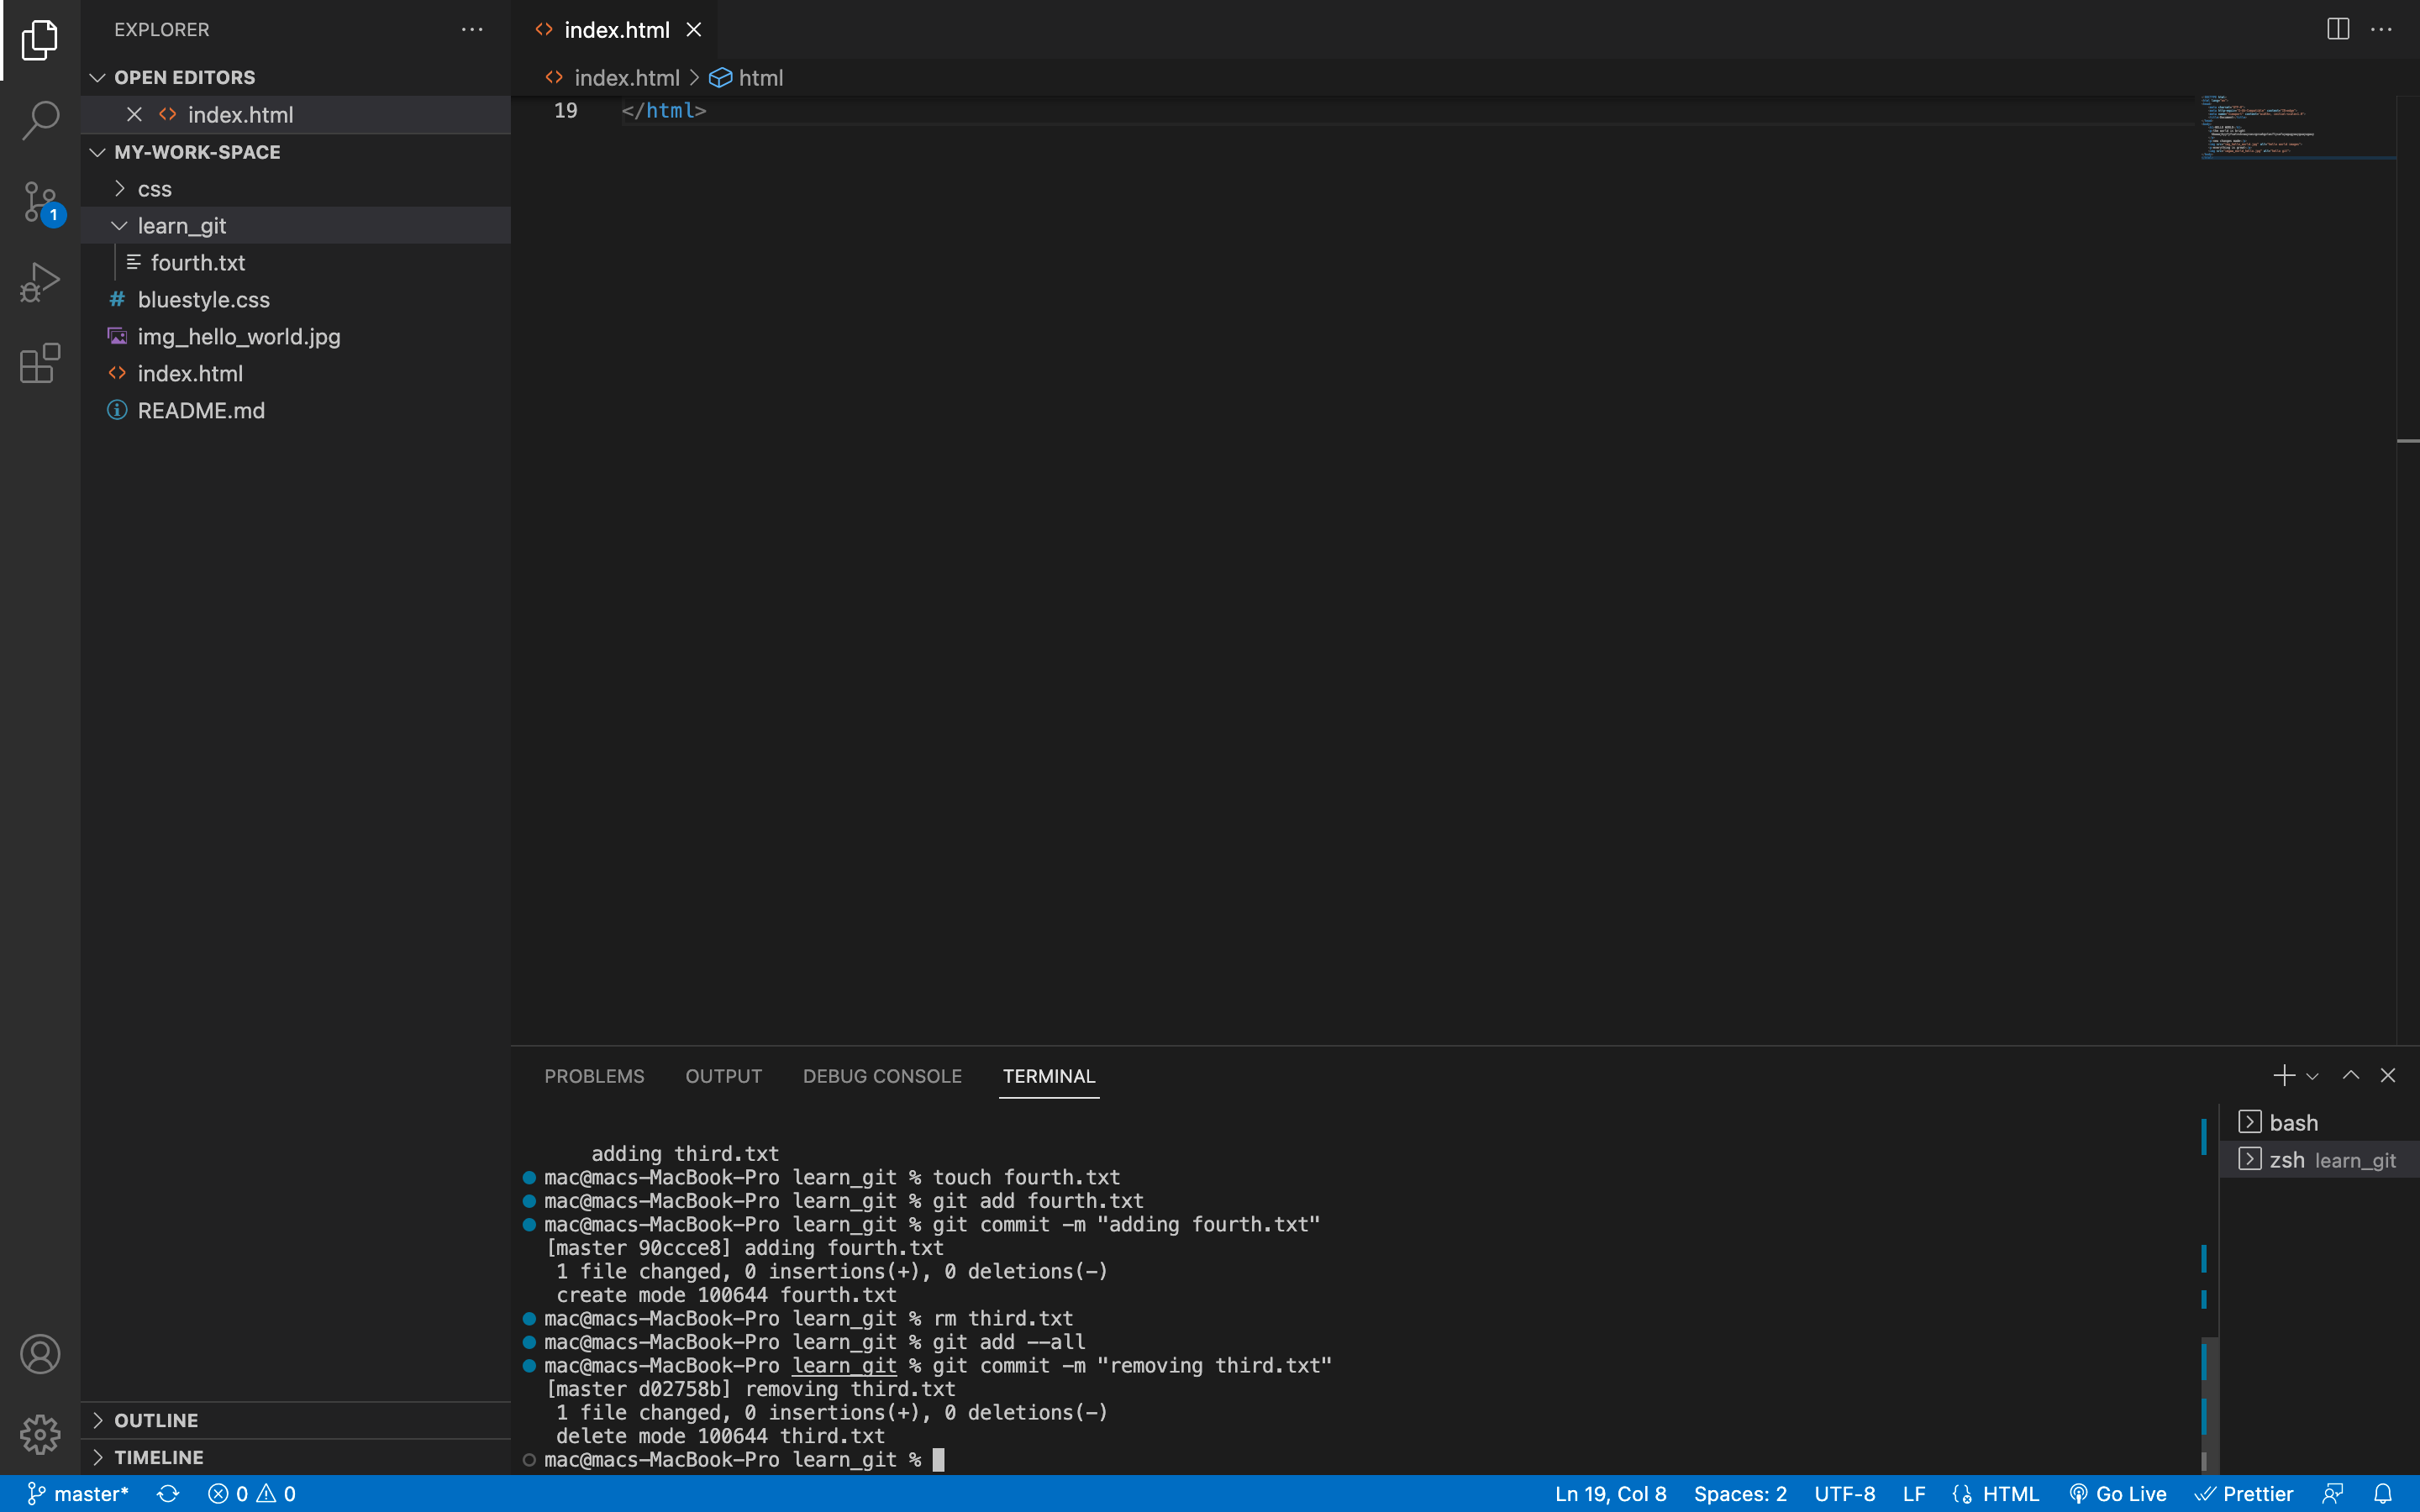 EXPLORER
OPEN EDITORS
index.html
MY-WORK-SPACE
css
learn_git
fourth.txt
# bluestyle.css
img_hello_world.jpg
index.html
README.md
OUTLINE
TIMELINE
1
index.html
index.html > html
19 </html>
PROBLEMS OUTPUT DEBUG CONSOLE TERMINAL
adding third.txt
mac@macs-MacBook-Pro learn_git % touch fourth.txt
mac@macs-MacBook-Pro learn_git % git add fourth.txt
mac@macs-MacBook-Pro learn_git % git commit -m "adding fourth.txt"
[master 90ccce8] adding fourth.txt
1 file changed, 0 insertions(+), 0 deletions(-)
create mode 100644 fourth.txt
mac@macs-MacBook-Pro learn_git % rm third.txt
mac@macs-MacBook-Pro learn_git % git add --all
mac@macs-MacBook-Pro learn_git % git commit -m "removing third.txt"
[master d02758b] removing third.txt
1 file changed, 0 insertions(+), 0 deletions(-)
delete mode 100644 third.txt
mac@macs-MacBook-Pro learn_git %
bash
zsh learn_git
master* 0 0 Ln 19, Col 8 Spaces: 2 UTF-8 LF HTML Go Live Prettier